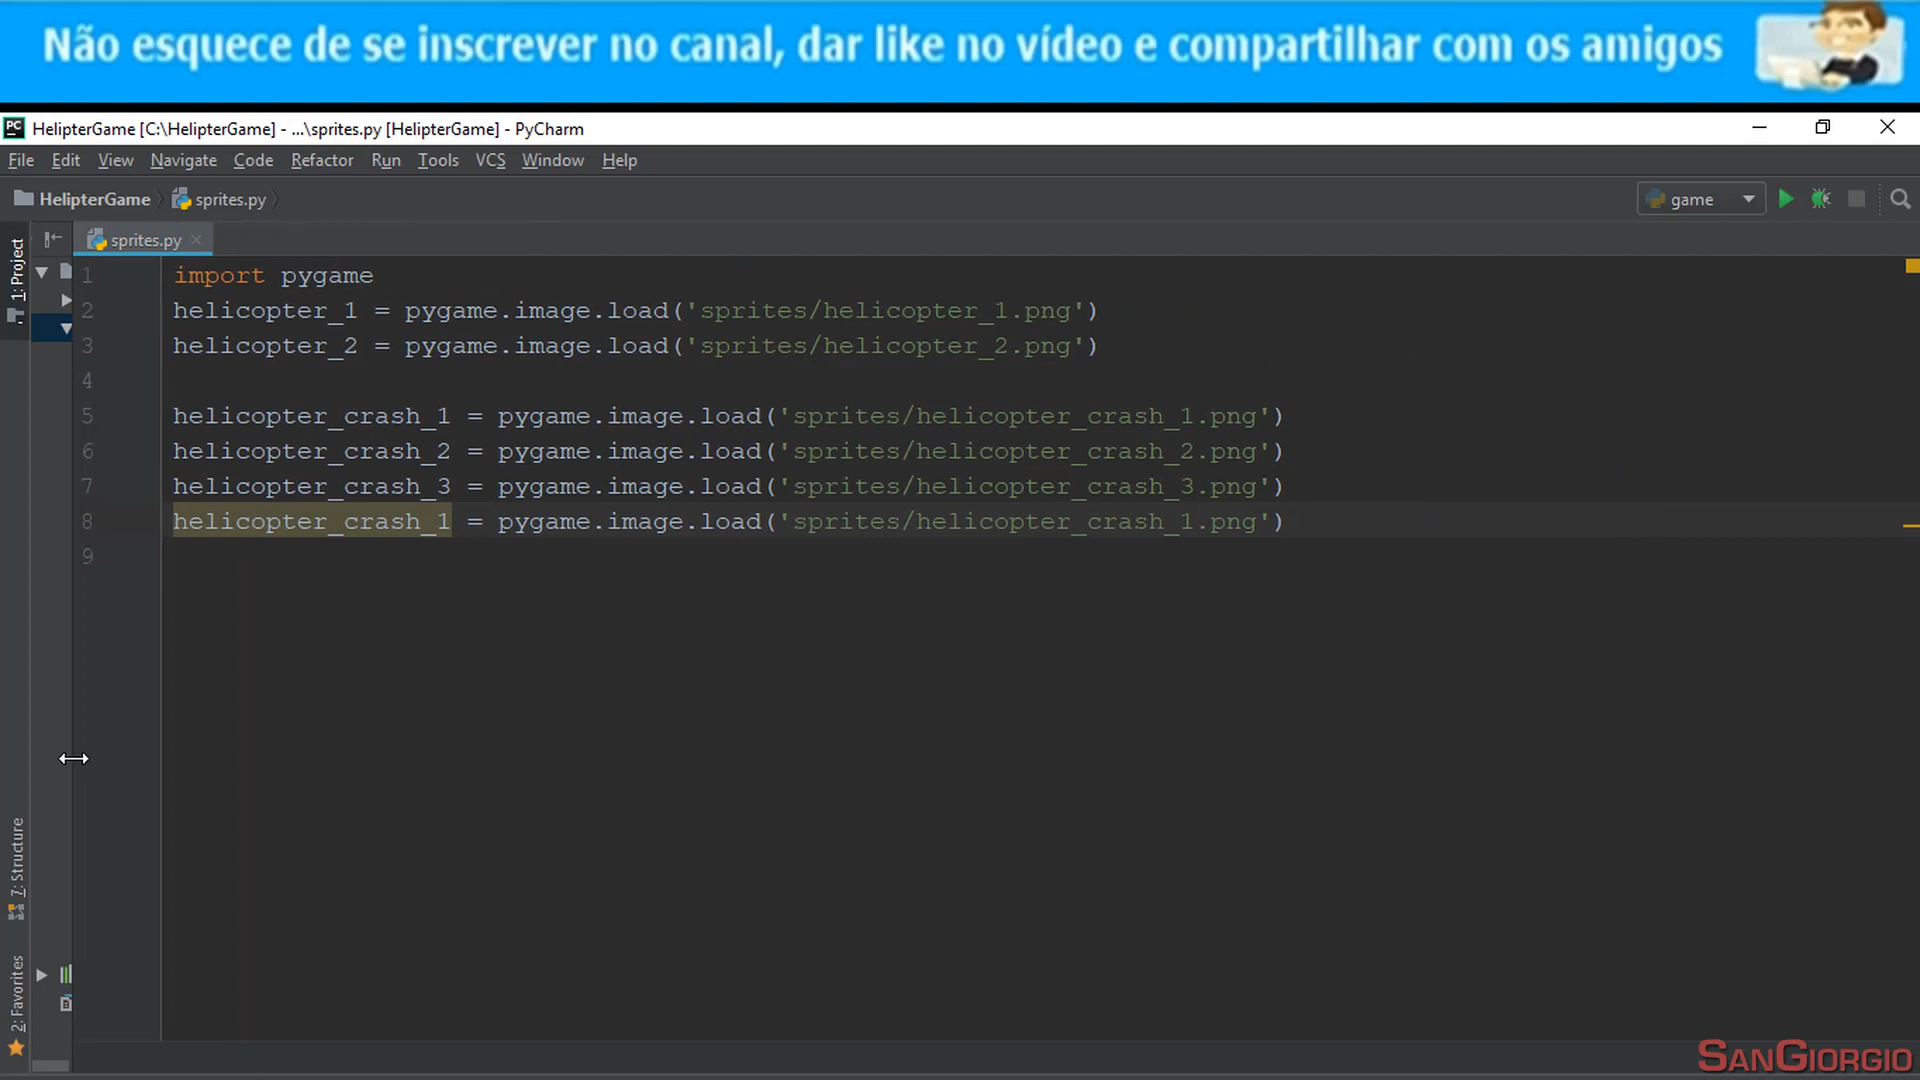 Não esquece de se inscrever no canal, dar like no vídeo e compartilhar com os amigos
PC HelipterGame [C:\HelipterGame] - ...\sprites.py [HelipterGame] - PyCharm
File Edit View Navigate Code Refactor Run Tools VCS Window Help
HelipterGame sprites.py game
1: Project
sprites.py
1 import pygame
2 helicopter_1 = pygame.image.load('sprites/helicopter_1.png')
3 helicopter_2 = pygame.image.load('sprites/helicopter_2.png')
4
5 helicopter_crash_1 = pygame.image.load('sprites/helicopter_crash_1.png')
6 helicopter_crash_2 = pygame.image.load('sprites/helicopter_crash_2.png')
7 helicopter_crash_3 = pygame.image.load('sprites/helicopter_crash_3.png')
8 helicopter_crash_1 = pygame.image.load('sprites/helicopter_crash_1.png')
9
7: Structure
2: Favorites
SANGIORGIO